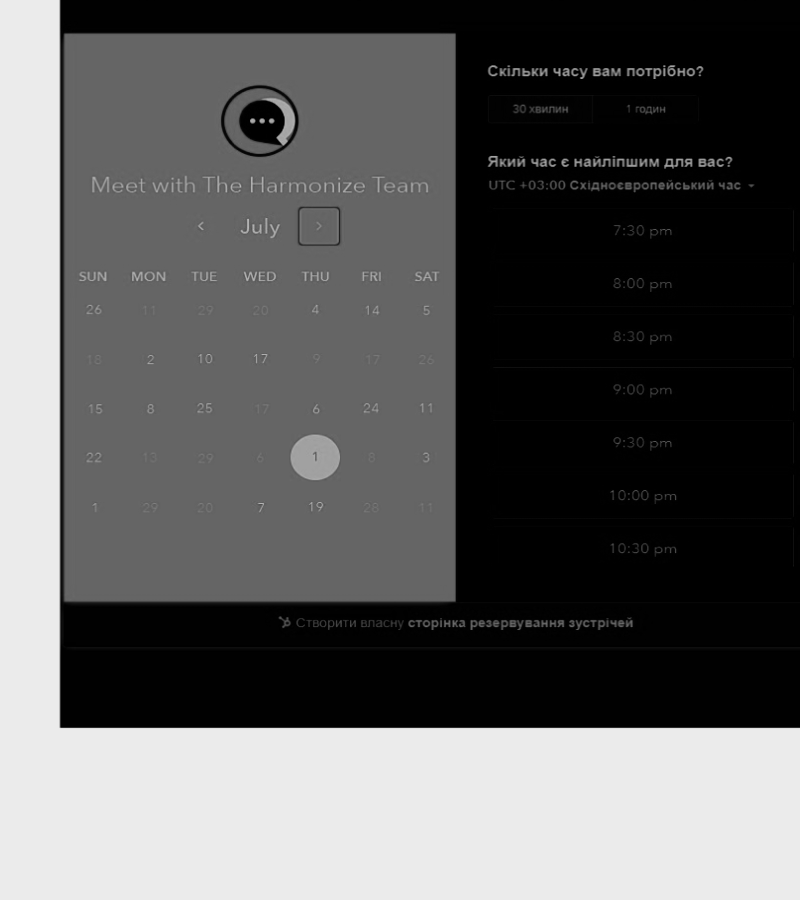 Meet with The Harmonize Team
July
SUN MON TUE WED THU FRI SAT
26 11 29 20 4 14 5
18 2 10 17 9 17 26
15 8 25 17 6 24 11
22 13 29 6 1 8 3
1 29 20 7 19 28 11
Скільки часу вам потрібно?
30 хвилин 1 годин
Який час є найліпшим для вас?
UTC +03:00 Східноєвропейський час
7:30 pm
8:00 pm
8:30 pm
9:00 pm
9:30 pm
10:00 pm
10:30 pm
Створити власну сторінка резервування зустрічей